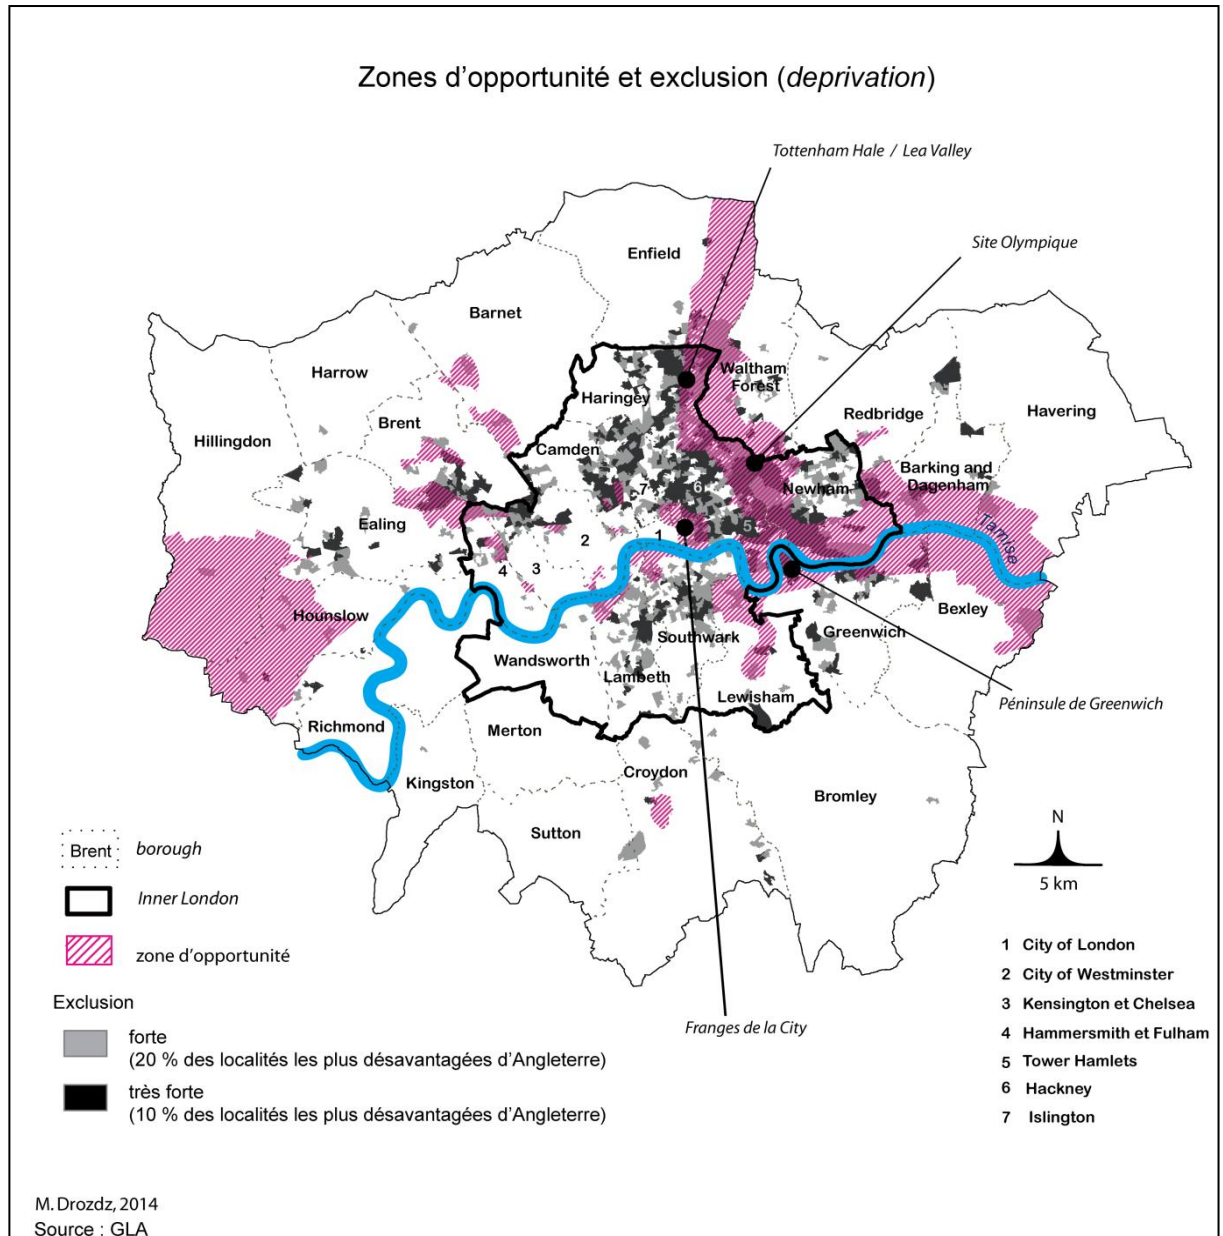 Zones d'opportunité et exclusion (deprivation)
Tottenham Hale / Lea Valley
Site Olympique
Enfield
Barnet
Harrow
Waltham
Forest
Haringey
Redbridge
Havering
Brent
Hillingdon
Camden
Barking and
Dagenham
7
6
Newham
Ealing
5
Tamise
1
2
4
3
Hounslow
Bexley
Southwark
Greenwich
Wandsworth
Lambeth
Lewisham
Péninsule de Greenwich
Richmond
Merton
Kingston
Croydon
Bromley
Sutton
N
5 km
Brent
borough
Inner London
zone d'opportunité
Exclusion
forte
(20 % des localités les plus désavantagées d'Angleterre)
très forte
(10 % des localités les plus désavantagées d'Angleterre)
Franges de la City
1 City of London
2 City of Westminster
3 Kensington et Chelsea
4 Hammersmith et Fulham
5 Tower Hamlets
6 Hackney
7 Islington
M. Drozdz, 2014
Source : GLA